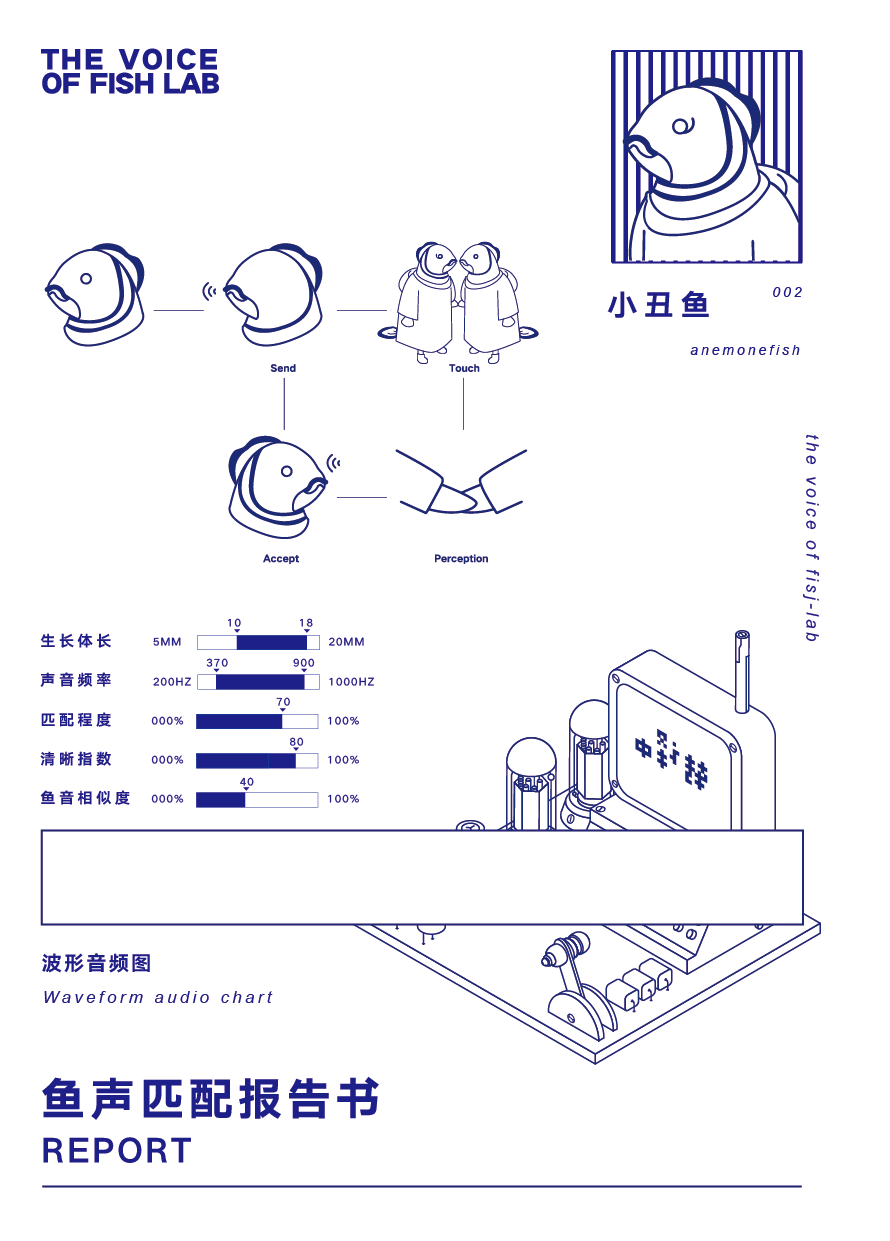 THE VOICE
OF FISH LAB
小丑鱼
002
anemonefish
Send
Touch
Accept
Perception
the voice of fisj-lab
生长体长
5MM
10
18
20MM
声音频率
200HZ
370
900
1000HZ
匹配程度
000%
70
100%
清晰指数
000%
80
100%
鱼音相似度
000%
40
100%
波形音频图
Waveform audio chart
鱼声匹配报告书
REPORT